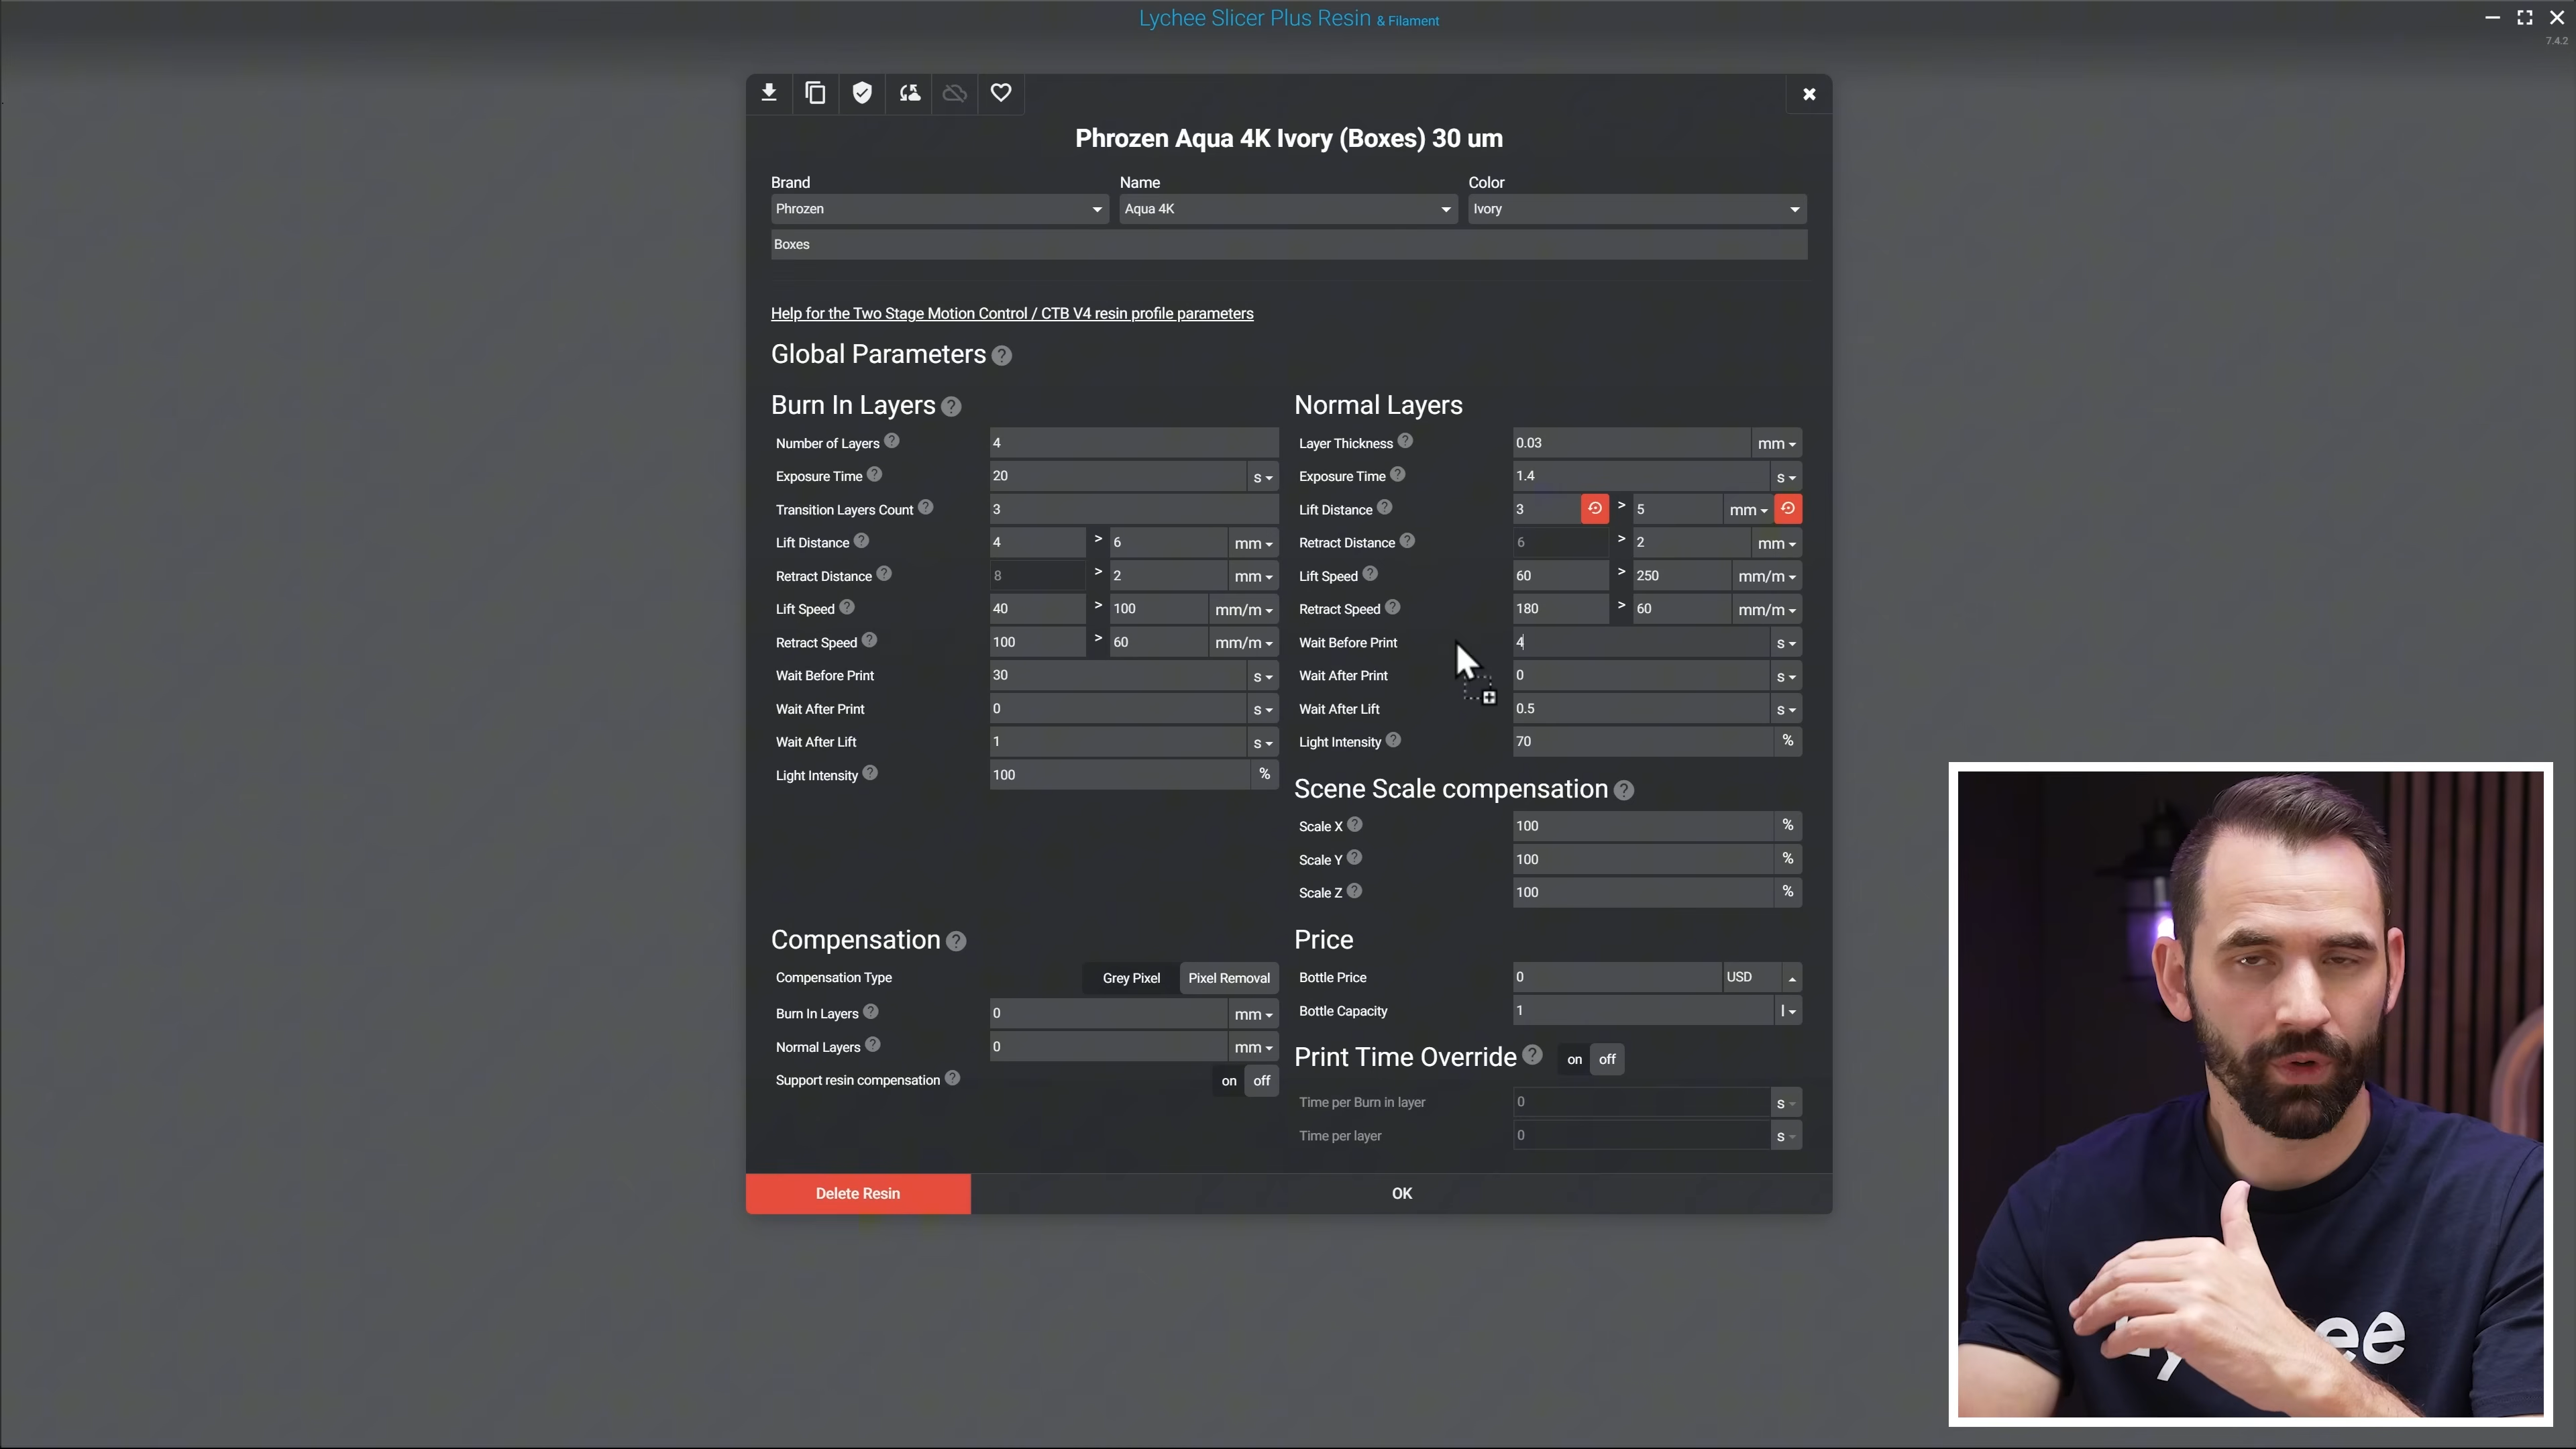 Lychee Slicer Plus Resin & Filament
7.4.2
Phrozen Aqua 4K Ivory (Boxes) 30 um
Brand Name Color
Phrozen Aqua 4K Ivory
Boxes
Help for the Two Stage Motion Control / CTB V4 resin profile parameters
Global Parameters ?
Burn In Layers ?
Number of Layers ? 4
Exposure Time ? 20 s
Transition Layers Count ? 3
Lift Distance ? 4 > 6 mm
Retract Distance ? 8 > 2 mm
Lift Speed ? 40 > 100 mm/m
Retract Speed ? 100 > 60 mm/m
Wait Before Print 30 s
Wait After Print 0 s
Wait After Lift 1 s
Light Intensity ? 100 %
Normal Layers
Layer Thickness ? 0.03 mm
Exposure Time ? 1.4 s
Lift Distance ? 3 > 5 mm
Retract Distance ? 6 > 2 mm
Lift Speed ? 60 > 250 mm/m
Retract Speed ? 180 > 60 mm/m
Wait Before Print 4 s
Wait After Print 0 s
Wait After Lift 0.5 s
Light Intensity ? 70 %
Scene Scale compensation ?
Scale X ? 100 %
Scale Y ? 100 %
Scale Z ? 100 %
Compensation ?
Compensation Type Grey Pixel Pixel Removal
Burn In Layers ? 0 mm
Normal Layers ? 0 mm
Support resin compensation ? on off
Price
Bottle Price 0 USD
Bottle Capacity 1 l
Print Time Override ? on off
Time per Burn in layer 0 s
Time per layer 0 s
Delete Resin OK